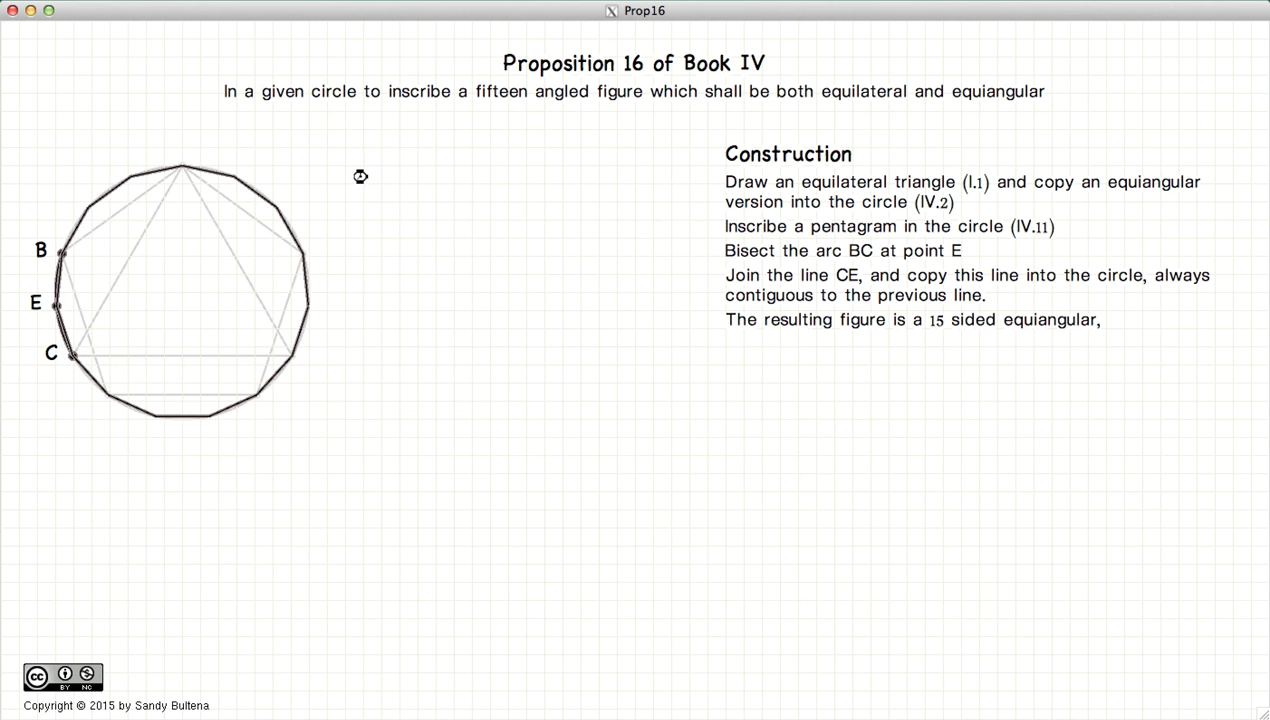 Prop16
Proposition 16 of Book IV
In a given circle to inscribe a fifteen angled figure which shall be both equilateral and equiangular
Construction
Draw an equilateral triangle (I.1) and copy an equiangular
version into the circle (IV.2)
Inscribe a pentagram in the circle (IV.11)
Bisect the arc BC at point E
Join the line CE, and copy this line into the circle, always
contiguous to the previous line.
The resulting figure is a 15 sided equiangular,
B
E
C
cc
BY NC
Copyright © 2015 by Sandy Bultena